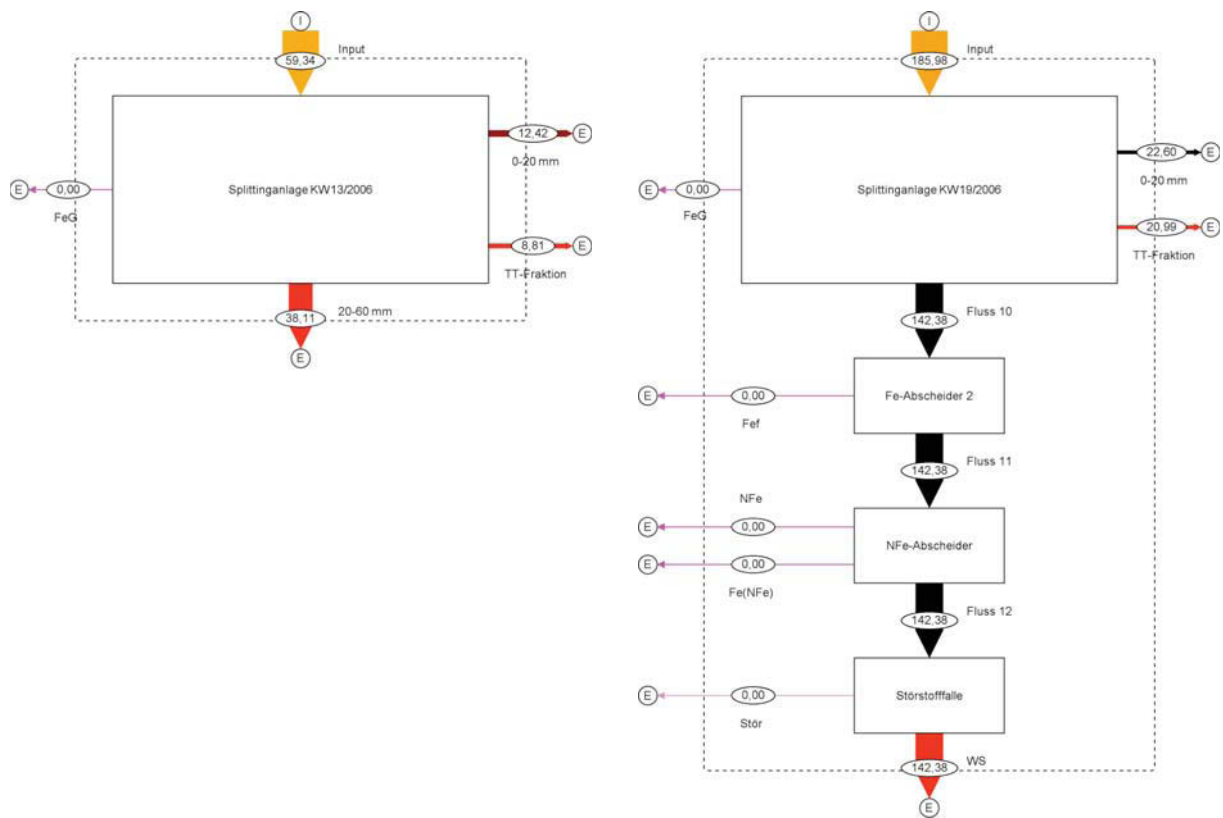 I
Input
59,34
12,42
E
0-20 mm
Splittinganlage KW13/2006
E
0,00
FeG
8,81
E
TT-Fraktion
20-60 mm
38,11
E
I
Input
185,98
22,60
E
0-20 mm
Splittinganlage KW19/2006
E
0,00
FeG
20,99
E
TT-Fraktion
Fluss 10
142,38
E
0,00
Fef
Fe-Abscheider 2
Fluss 11
142,38
NFe
E
0,00
NFe-Abscheider
E
0,00
Fe(NFe)
Fluss 12
142,38
E
0,00
Stör
Störstofffalle
WS
142,38
E